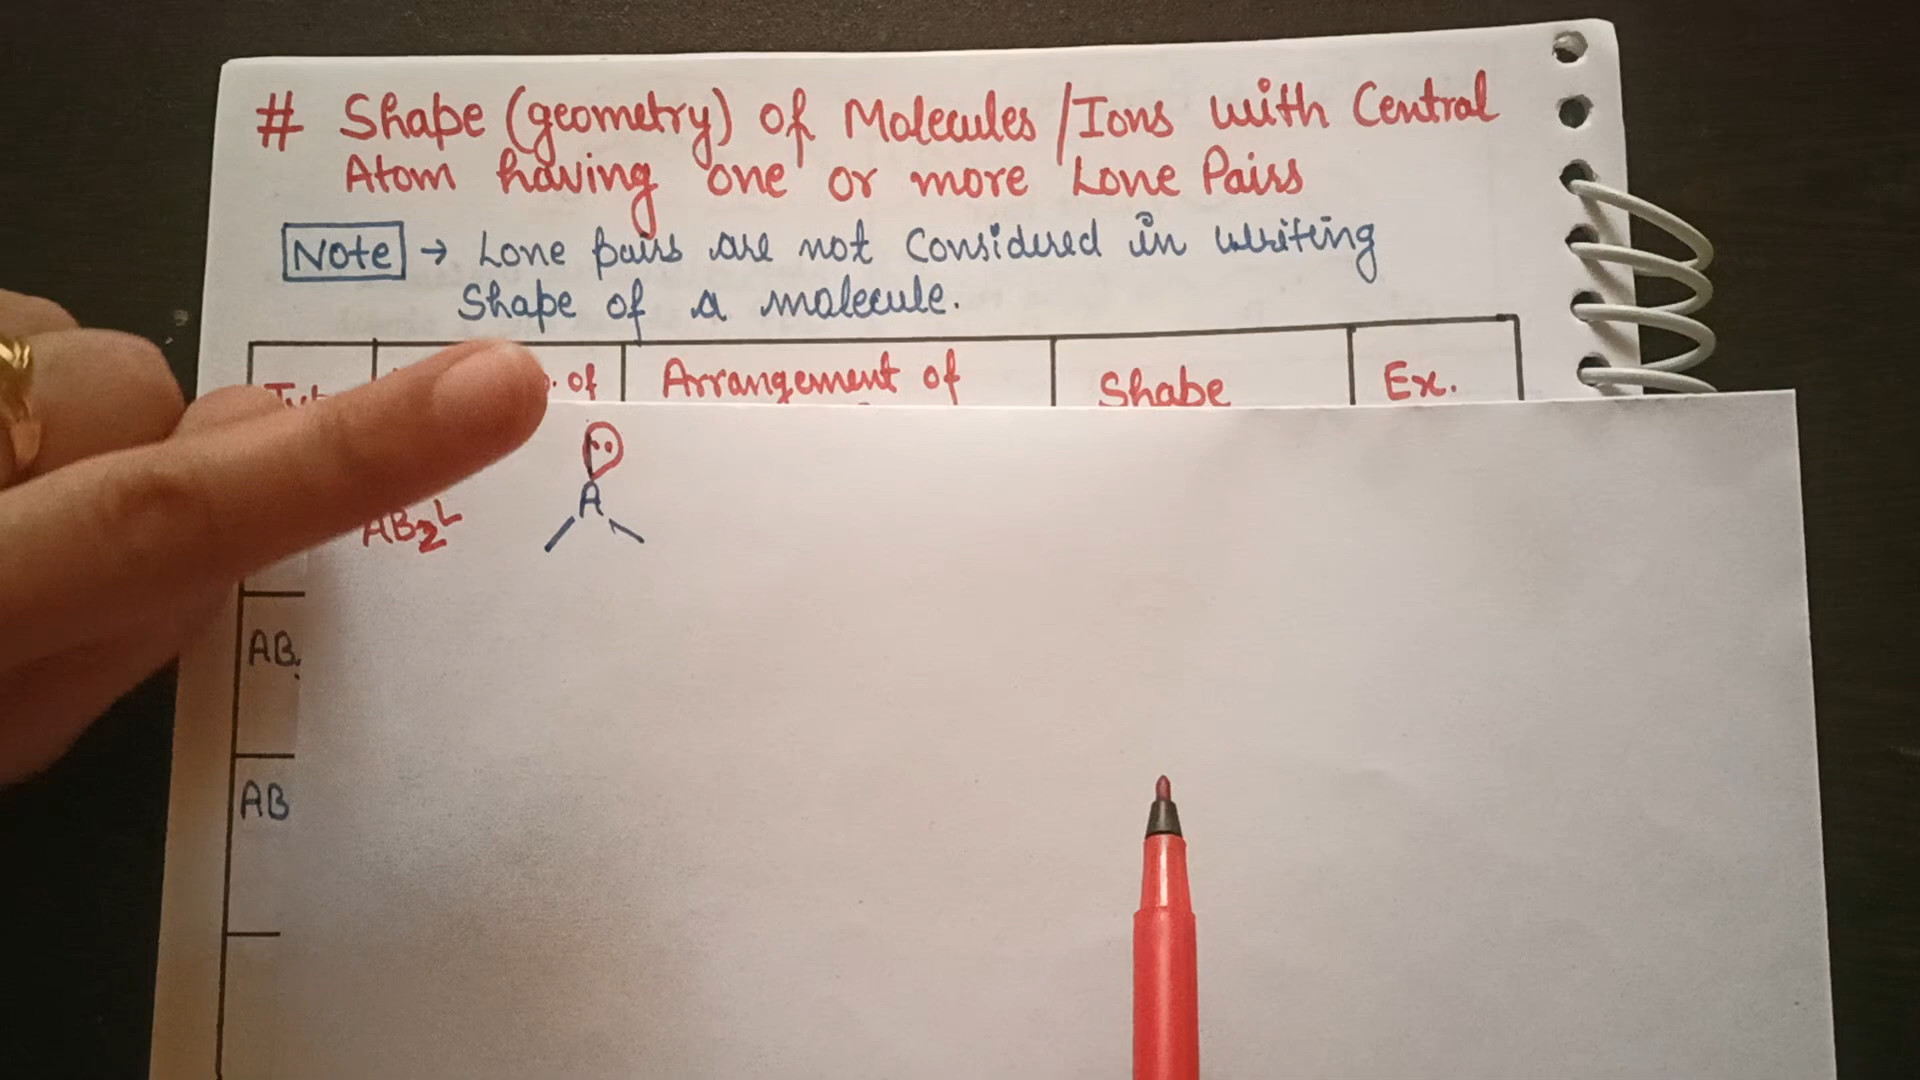 # Shape (geometry) of Molecules/Ions with Central
Atom having one or more Lone Pairs
Note → Lone pairs are not Considered in writing
Shape of a molecule.
of Arrangement of Shape Ex.
A
AB2L
AB
AB